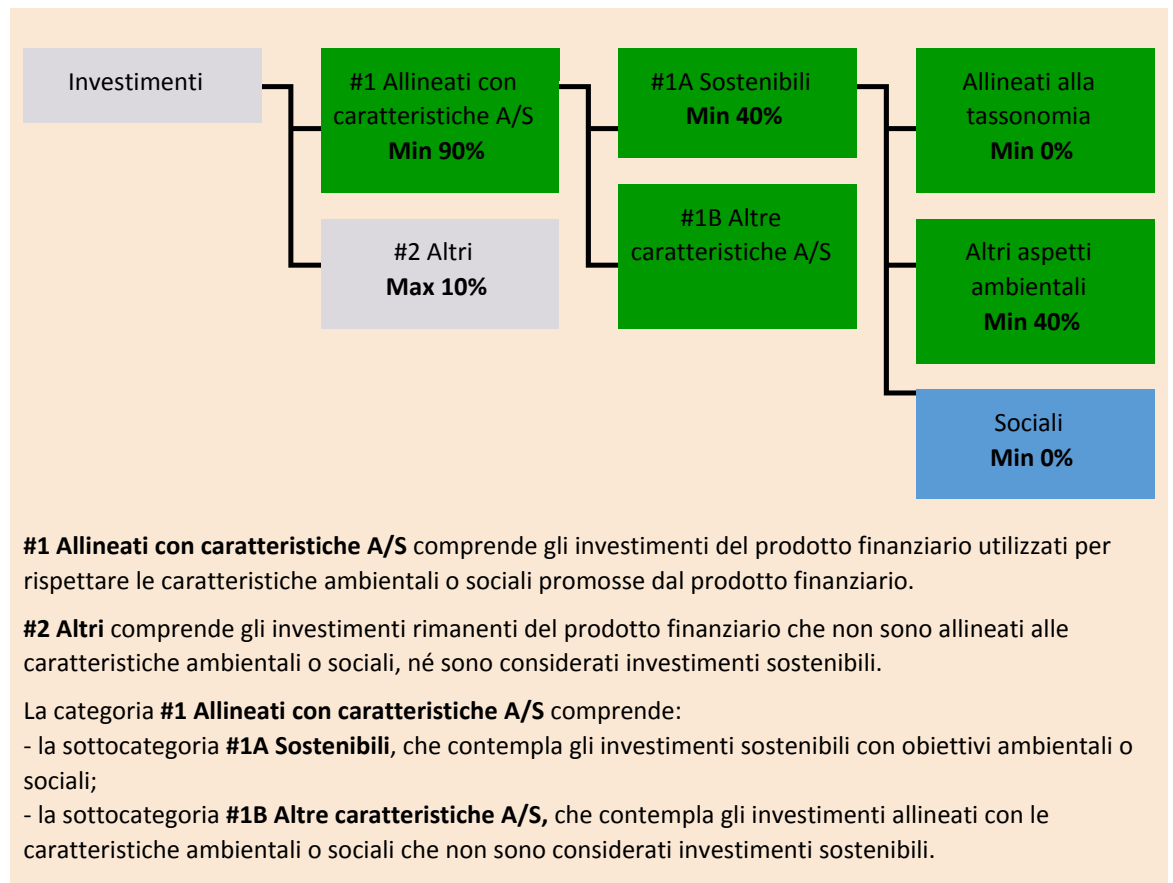 Investimenti
#1 Allineati con
caratteristiche A/S
Min 90%
#2 Altri
Max 10%
#1A Sostenibili
Min 40%
#1B Altre
caratteristiche A/S
Allineati alla
tassonomia
Min 0%
Altri aspetti
ambientali
Min 40%
Sociali
Min 0%
#1 Allineati con caratteristiche A/S comprende gli investimenti del prodotto finanziario utilizzati per
rispettare le caratteristiche ambientali o sociali promosse dal prodotto finanziario.
#2 Altri comprende gli investimenti rimanenti del prodotto finanziario che non sono allineati alle
caratteristiche ambientali o sociali, né sono considerati investimenti sostenibili.
La categoria #1 Allineati con caratteristiche A/S comprende:
- la sottocategoria #1A Sostenibili, che contempla gli investimenti sostenibili con obiettivi ambientali o
sociali;
- la sottocategoria #1B Altre caratteristiche A/S, che contempla gli investimenti allineati con le
caratteristiche ambientali o sociali che non sono considerati investimenti sostenibili.